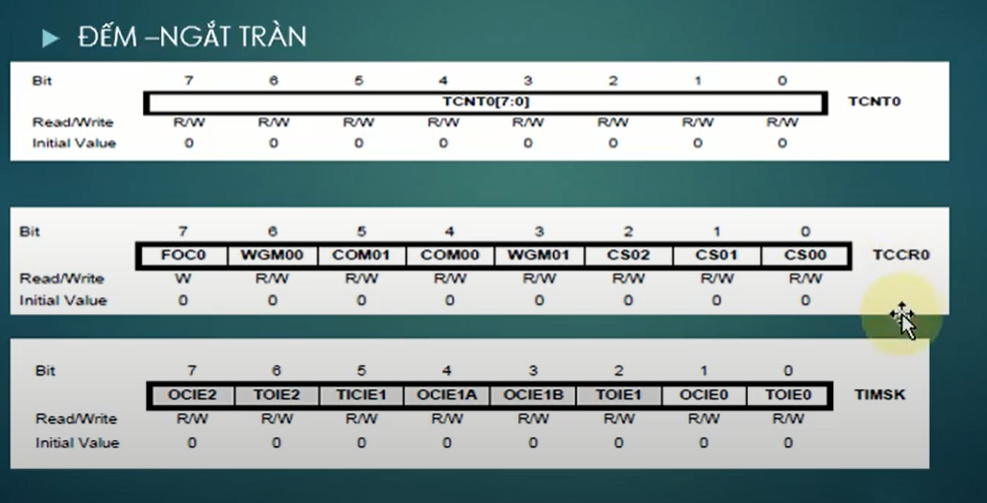 ĐẾM –NGẮT TRÀN
Bit 7 6 5 4 3 2 1 0
TCNT0[7:0] TCNT0
Read/Write R/W R/W R/W R/W R/W R/W R/W R/W
Initial Value 0 0 0 0 0 0 0 0
Bit 7 6 5 4 3 2 1 0
FOC0 WGM00 COM01 COM00 WGM01 CS02 CS01 CS00 TCCR0
Read/Write W R/W R/W R/W R/W R/W R/W R/W
Initial Value 0 0 0 0 0 0 0 0
Bit 7 6 5 4 3 2 1 0
OCIE2 TOIE2 TICIE1 OCIE1A OCIE1B TOIE1 OCIE0 TOIE0 TIMSK
Read/Write R/W R/W R/W R/W R/W R/W R/W R/W
Initial Value 0 0 0 0 0 0 0 0